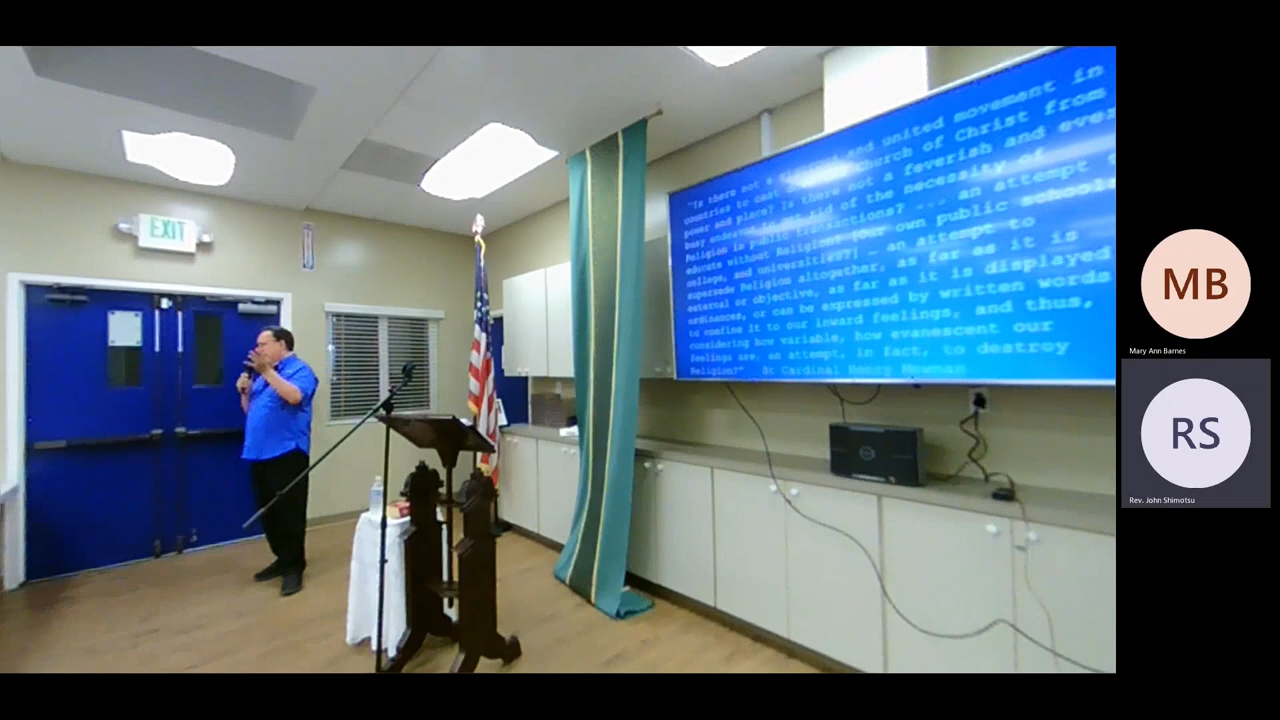 EXIT
"Is there not a and united movement in
countries to cast church of Christ from
power and place? Is there not a feverish and ever
busy endeavor to get rid of the necessity of
Religion in public transactions? --- an attempt t
educate without Religion? [Our own public schools
college, and universities?] - an attempt to
supersede Religion altogether, as far as it is
external or objective, as far as it is displayed
ordinances, or can be expressed by written words
to confine it to our inward feelings, and thus,
considering how variable, how evanescent our
feelings are, an attempt, in fact, to destroy
Religion?" St Cardinal Henry Newman
MB
Mary Ann Barnes
RS
Rev. John Shimotsu